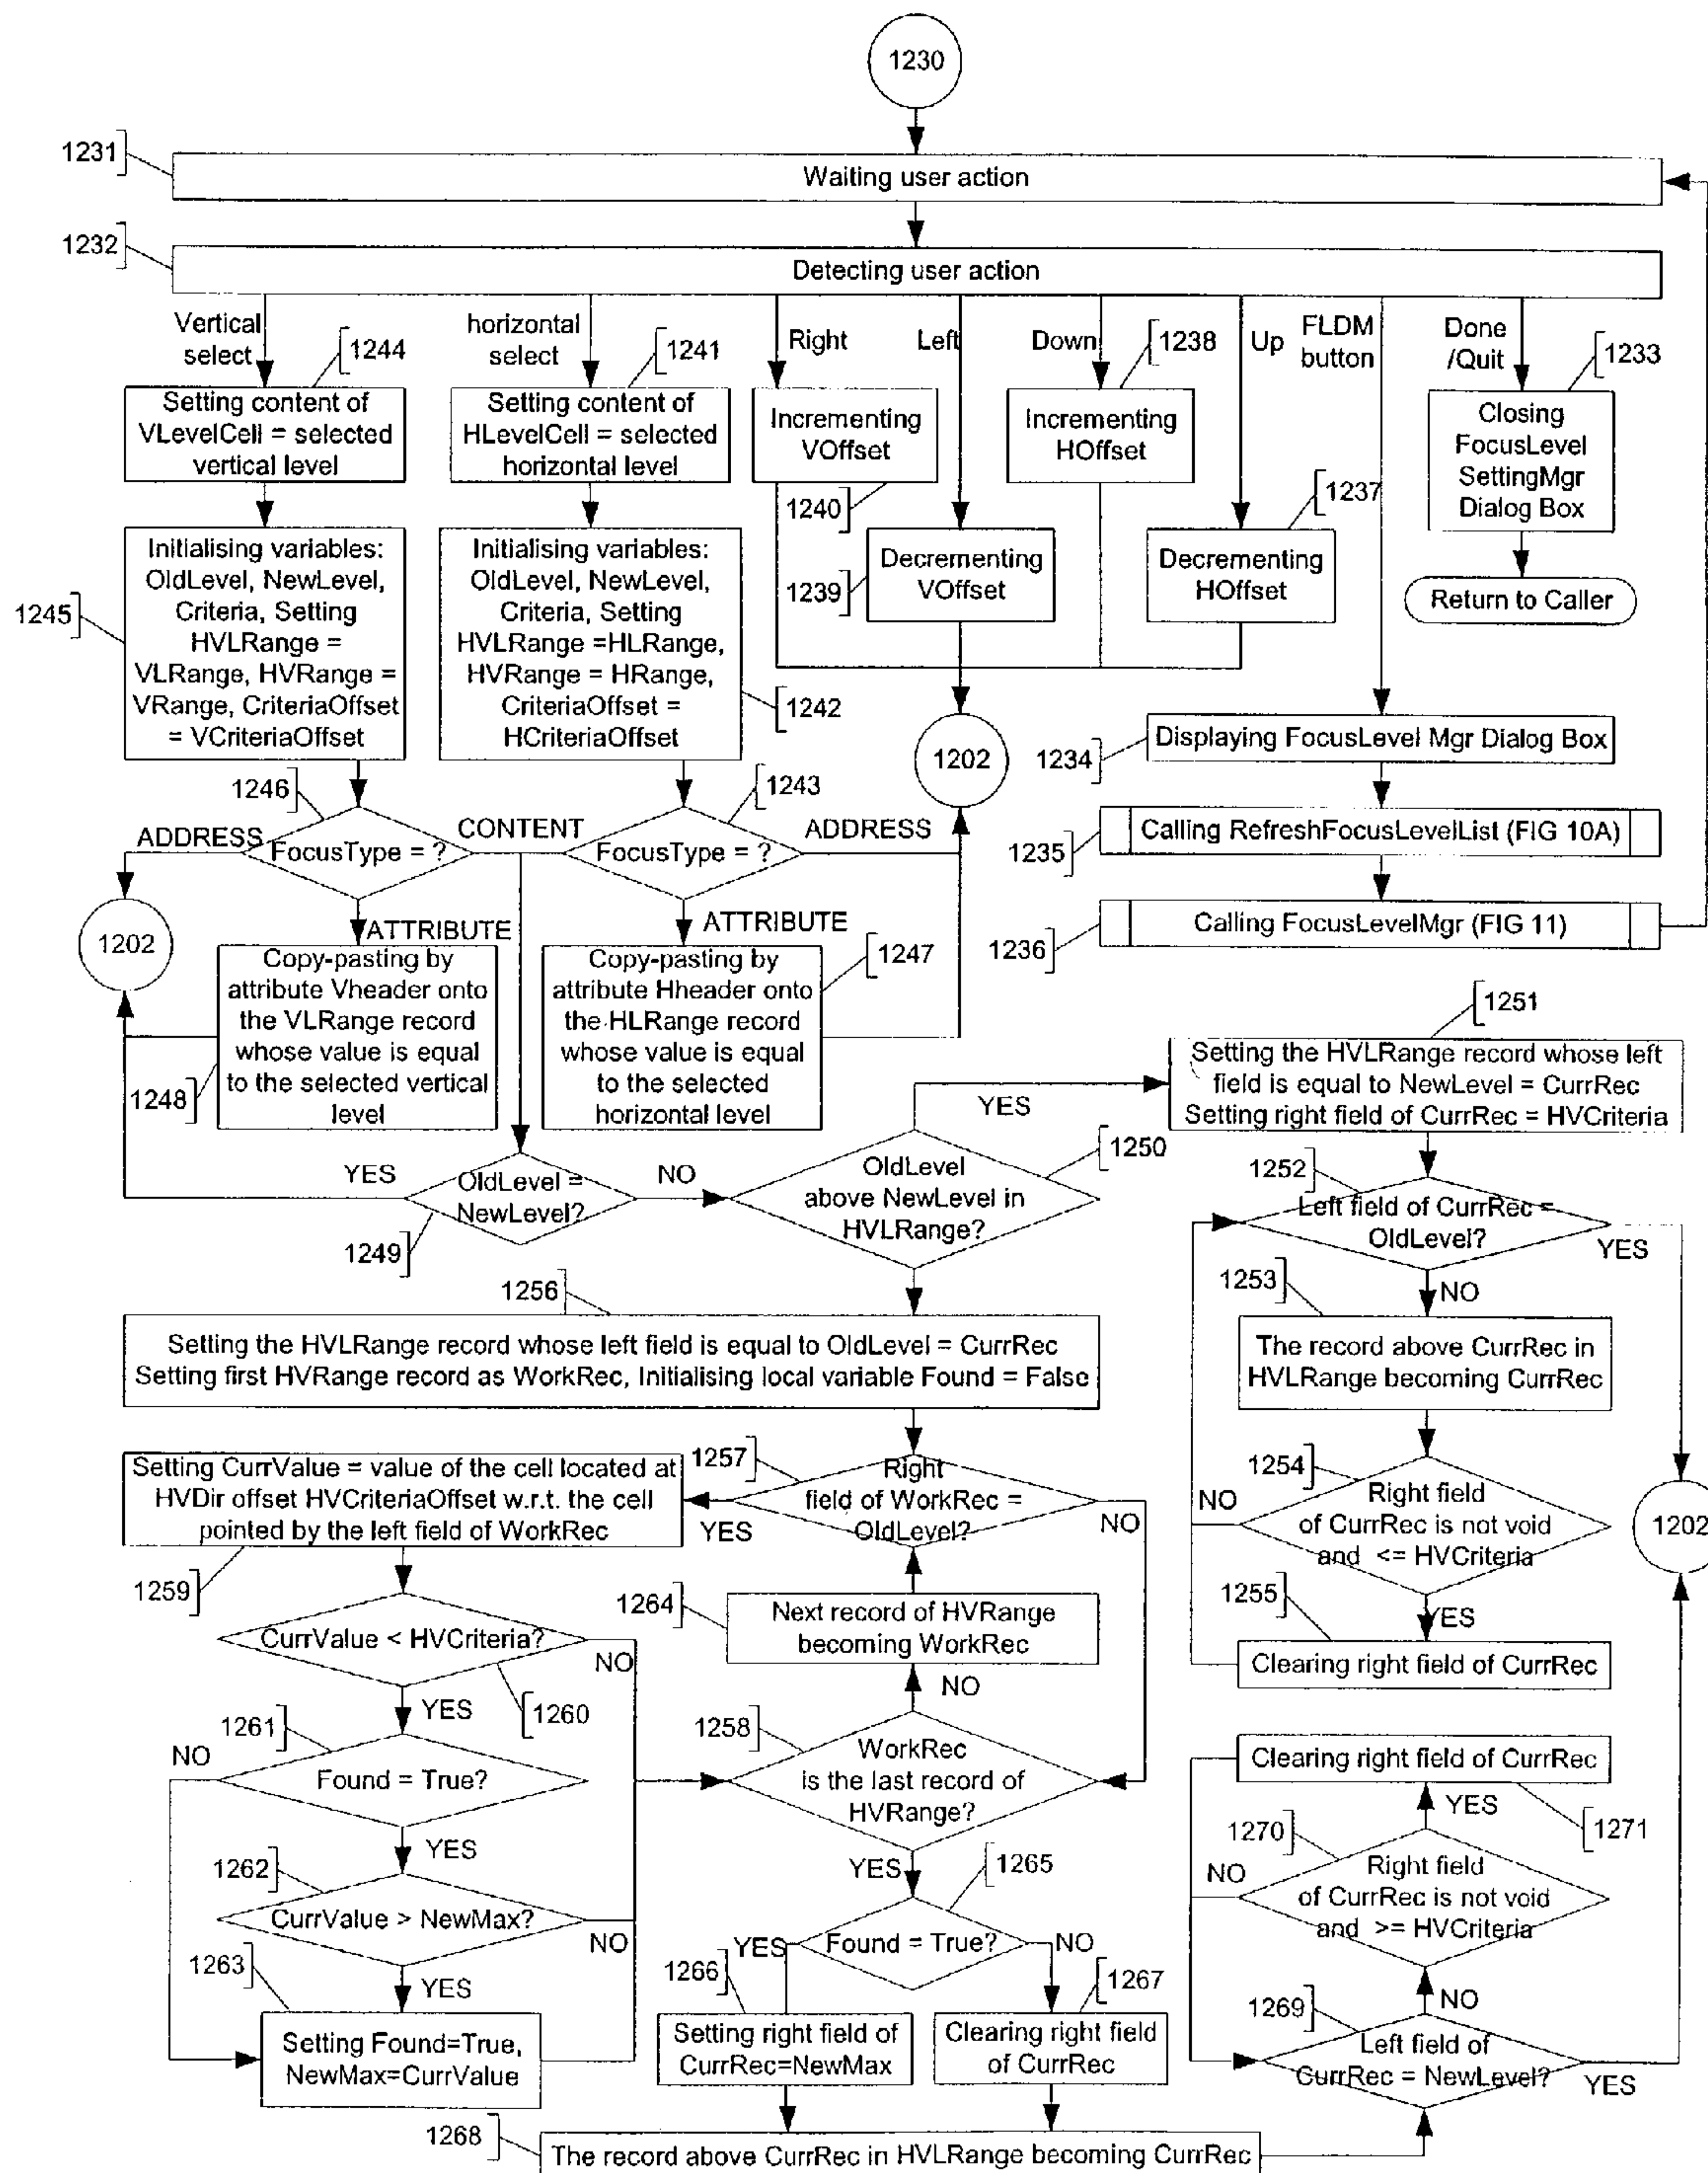 1230
1231
Waiting user action
1232
Detecting user action
Vertical
select
1244
horizontal
select
1241
Right
Left
Down
1238
Up
FLDM
button
Done
/Quit
1233
Setting content of
VLevelCell = selected
vertical level
Setting content of
HLevelCell = selected
horizontal level
Incrementing
VOffset
1240
Incrementing
HOffset
1237
Closing
FocusLevel
SettingMgr
Dialog Box
1245
Initialising variables:
OldLevel, NewLevel,
Criteria, Setting
HVLRange =
VLRange, HVRange =
VRange, CriteriaOffset
= VCriteriaOffset
Initialising variables:
OldLevel, NewLevel,
Criteria, Setting
HVLRange =HLRange,
HVRange = HRange,
CriteriaOffset =
HCriteriaOffset
1242
1239
Decrementing
VOffset
Decrementing
HOffset
Return to Caller
1202
1234
Displaying FocusLevel Mgr Dialog Box
1246
1243
ADDRESS
FocusType = ?
CONTENT
FocusType = ?
ADDRESS
1235
Calling RefreshFocusLevelList (FIG 10A)
1202
ATTRIBUTE
ATTRIBUTE
1236
Calling FocusLevelMgr (FIG 11)
1248
Copy-pasting by
attribute Vheader onto
the VLRange record
whose value is equal
to the selected vertical
level
Copy-pasting by
attribute Hheader onto
the HLRange record
whose value is equal
to the selected
horizontal level
1247
1251
Setting the HVLRange record whose left
field is equal to NewLevel = CurrRec
Setting right field of CurrRec = HVCriteria
YES
1250
YES
OldLevel =
NewLevel?
NO
1249
OldLevel
above NewLevel in
HVLRange?
1252
Left field of CurrRec =
OldLevel?
YES
1253
NO
1256
Setting the HVLRange record whose left field is equal to OldLevel = CurrRec
Setting first HVRange record as WorkRec, Initialising local variable Found = False
The record above CurrRec in
HVLRange becoming CurrRec
Setting CurrValue = value of the cell located at
HVDir offset HVCriteriaOffset w.r.t. the cell
pointed by the left field of WorkRec
1257
Right
field of WorkRec =
OldLevel?
YES
NO
1254
Right field
of CurrRec is not void
and <= HVCriteria
NO
1202
1259
1264
Next record of HVRange
becoming WorkRec
1255
YES
Clearing right field of CurrRec
CurrValue < HVCriteria?
NO
1260
YES
NO
1261
NO
Found = True?
1258
WorkRec
is the last record of
HVRange?
Clearing right field of CurrRec
YES
1271
YES
1262
CurrValue > NewMax?
NO
YES
1265
1270
NO
Right field
of CurrRec is not void
and >= HVCriteria
1263
YES
YES
Found = True?
NO
1266
1267
Setting Found=True,
NewMax=CurrValue
Setting right field of
CurrRec=NewMax
Clearing right field
of CurrRec
NO
1269
Left field of
CurrRec = NewLevel?
YES
1268
The record above CurrRec in HVLRange becoming CurrRec